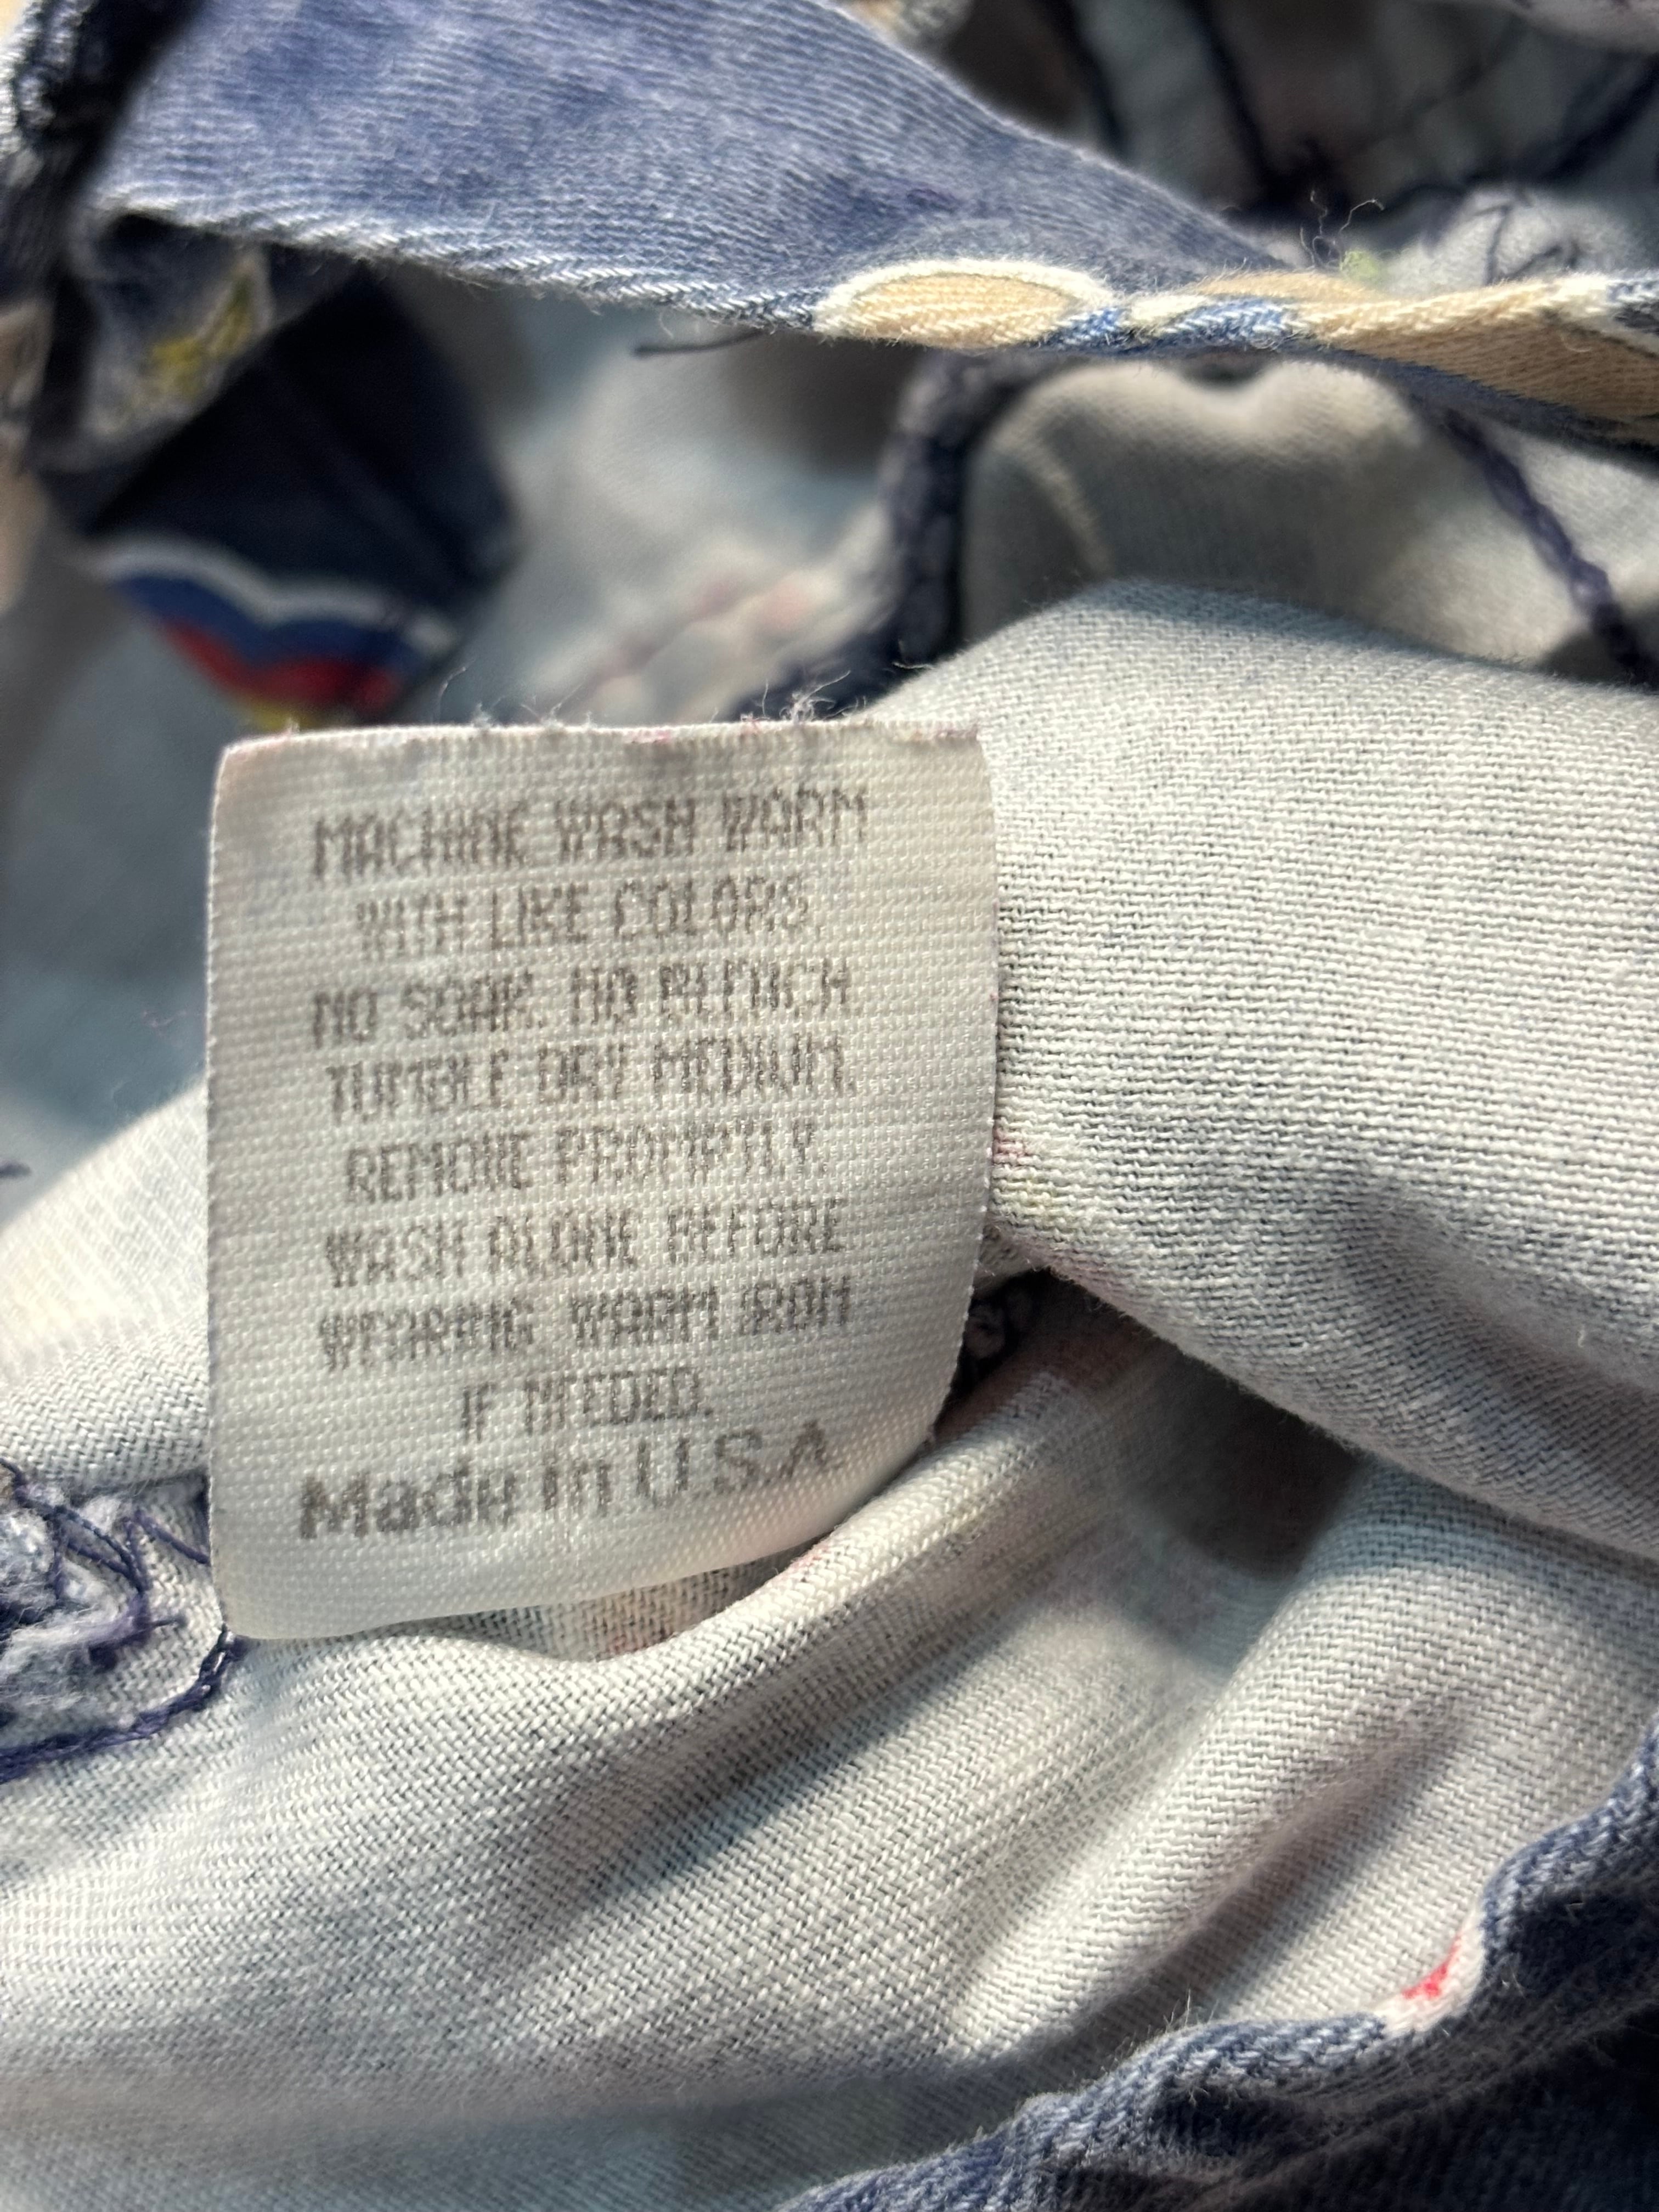 MACHINE WASH WARM
WITH LIKE COLORS.
NO SOAK. NO BLEACH.
TUMBLE DRY MEDIUM.
REMOVE PROMPTLY.
WASH ALONE BEFORE
WEARING. WARM IRON
IF NEEDED.
Made in U S A